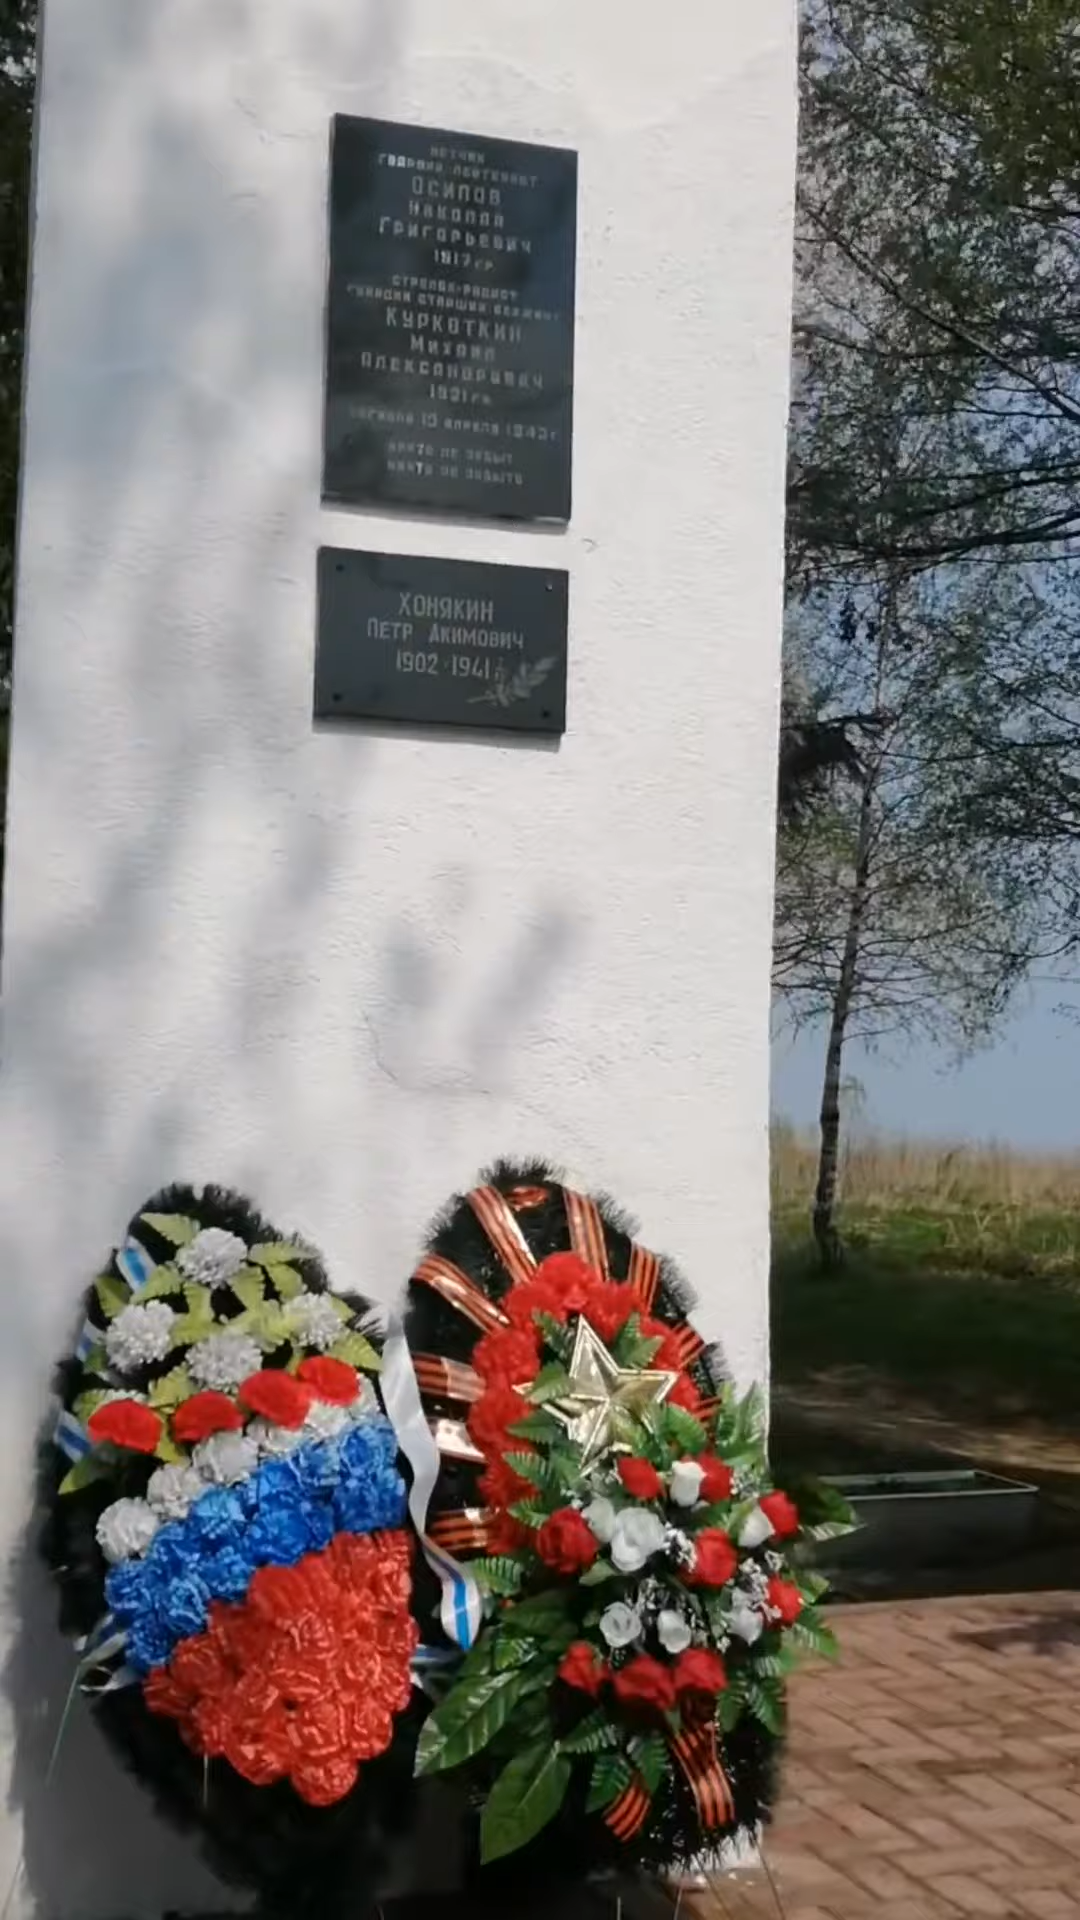 ЛЕТЧИК
ГВАРДИИ ЛЕЙТЕНАНТ
ОСИПОВ
НИКОЛАЙ
ГРИГОРЬЕВИЧ
1917 г.р.
СТРЕЛОК-РАДИСТ
ГВАРДИИ СТАРШИЙ СЕРЖАНТ
КУРКОТКИН
МИХАИЛ
АЛЕКСАНДРОВИЧ
1921 г.р.
ПОГИБЛИ 15 АПРЕЛЯ 1943 г.
НИКТО НЕ ЗАБЫТ
НИЧТО НЕ ЗАБЫТО
ХОНЯКИН
ПЕТР АКИМОВИЧ
1902-1941